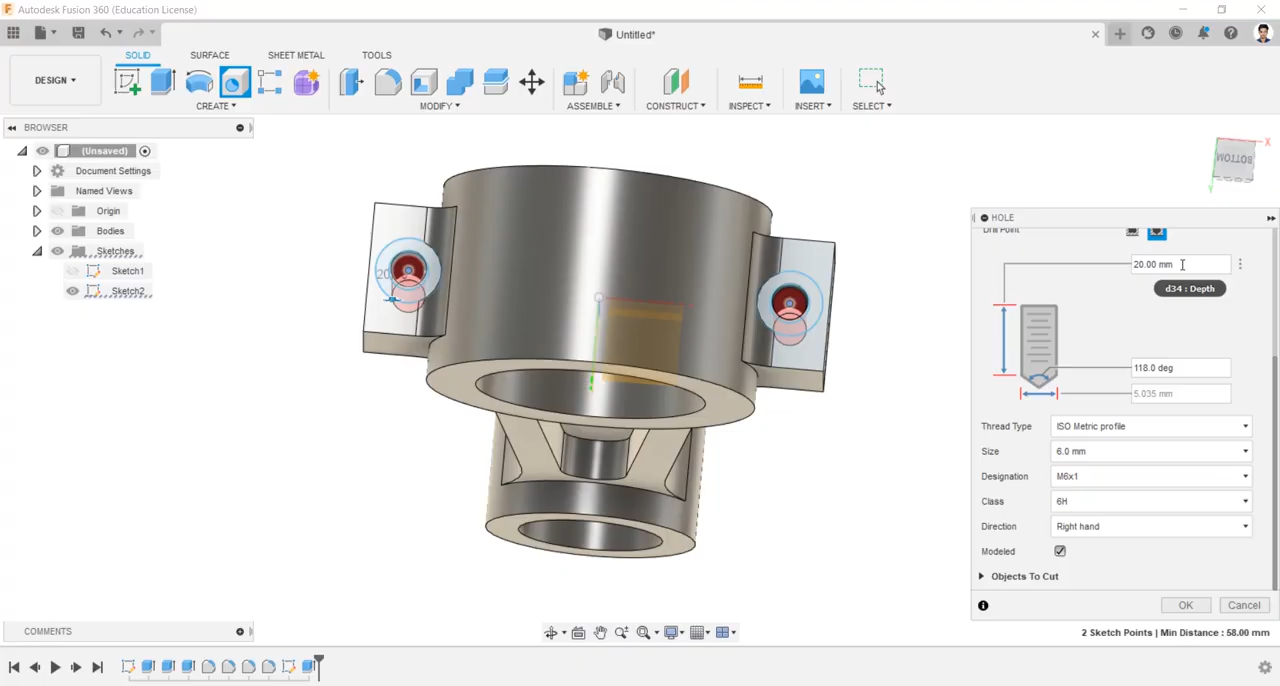 Autodesk Fusion 360 (Education License)
Untitled*
SOLID SURFACE SHEET METAL TOOLS
DESIGN
CREATE MODIFY ASSEMBLE CONSTRUCT INSPECT INSERT SELECT
BROWSER
(Unsaved)
Document Settings
Named Views
Origin
Bodies
Sketches
Sketch1
Sketch2
20
BOTTOM
X
Y
HOLE
Drill Point
20.00 mm
d34 : Depth
118.0 deg
5.035 mm
Thread Type ISO Metric profile
Size 6.0 mm
Designation M6x1
Class 6H
Direction Right hand
Modeled
Objects To Cut
OK Cancel
COMMENTS
2 Sketch Points | Min Distance : 58.00 mm